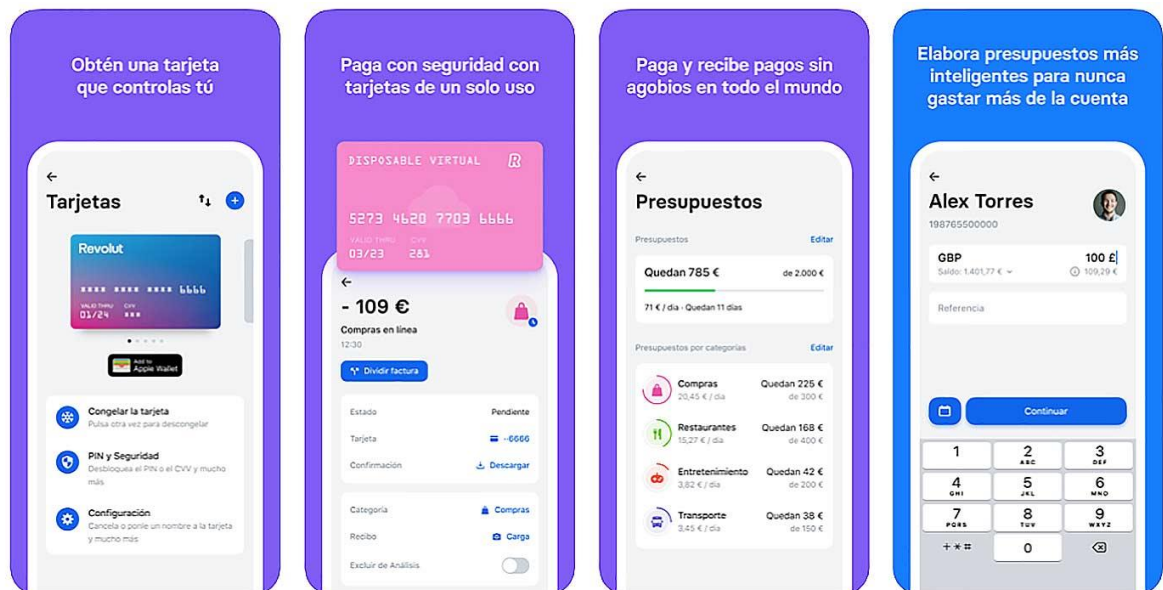 Obtén una tarjeta
que controlas tú
←
Tarjetas
Revolut
**** **** **** 6666
VALID THRU CVV
01/24 ***
Add to
Apple Wallet
Congelar la tarjeta
Pulsa otra vez para descongelar
PIN y Seguridad
Desbloquea el PIN o el CVV y mucho
más
Configuración
Cancela o ponle un nombre a la tarjeta
y mucho más
Paga con seguridad con
tarjetas de un solo uso
DISPOSABLE VIRTUAL R
5273 4620 7703 6666
VALID THRU CVV
03/23 281
←
- 109 €
Compras en línea
12:30
Dividir factura
Estado Pendiente
Tarjeta ··6666
Confirmación Descargar
Categoría Compras
Recibo Carga
Excluir de Análisis
Paga y recibe pagos sin
agobios en todo el mundo
←
Presupuestos
Presupuestos Editar
Quedan 785 € de 2.000 €
71 € / día · Quedan 11 días
Presupuestos por categorías Editar
Compras Quedan 225 €
20,45 € / día de 300 €
Restaurantes Quedan 168 €
15,27 € / día de 400 €
Entretenimiento Quedan 42 €
3,82 € / día de 200 €
Transporte Quedan 38 €
3,45 € / día de 150 €
Elabora presupuestos más
inteligentes para nunca
gastar más de la cuenta
←
Alex Torres
198765500000
GBP 100 £
Saldo: 1.401,77 € 109,29 €
Referencia
Continuar
1 2 3
ABC DEF
4 5 6
GHI JKL MNO
7 8 9
PQRS TUV WXYZ
+*# 0